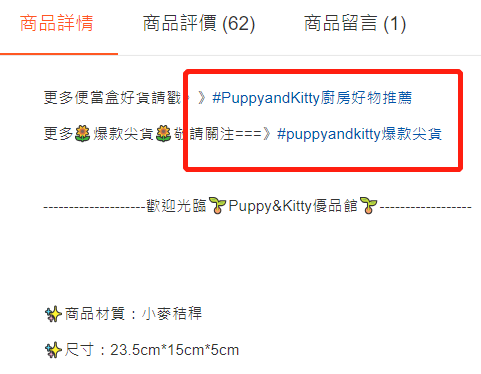 商品詳情 商品評價 (62) 商品留言 (1)
更多便當盒好貨請戳》》#PuppyandKitty廚房好物推薦
更多🌻爆款尖貨🌻敬請關注===》#puppyandkitty爆款尖貨
---------------------歡迎光臨🌱Puppy&Kitty優品館🌱-------------------
✨商品材質：小麥秸稈
✨尺寸：23.5cm*15cm*5cm